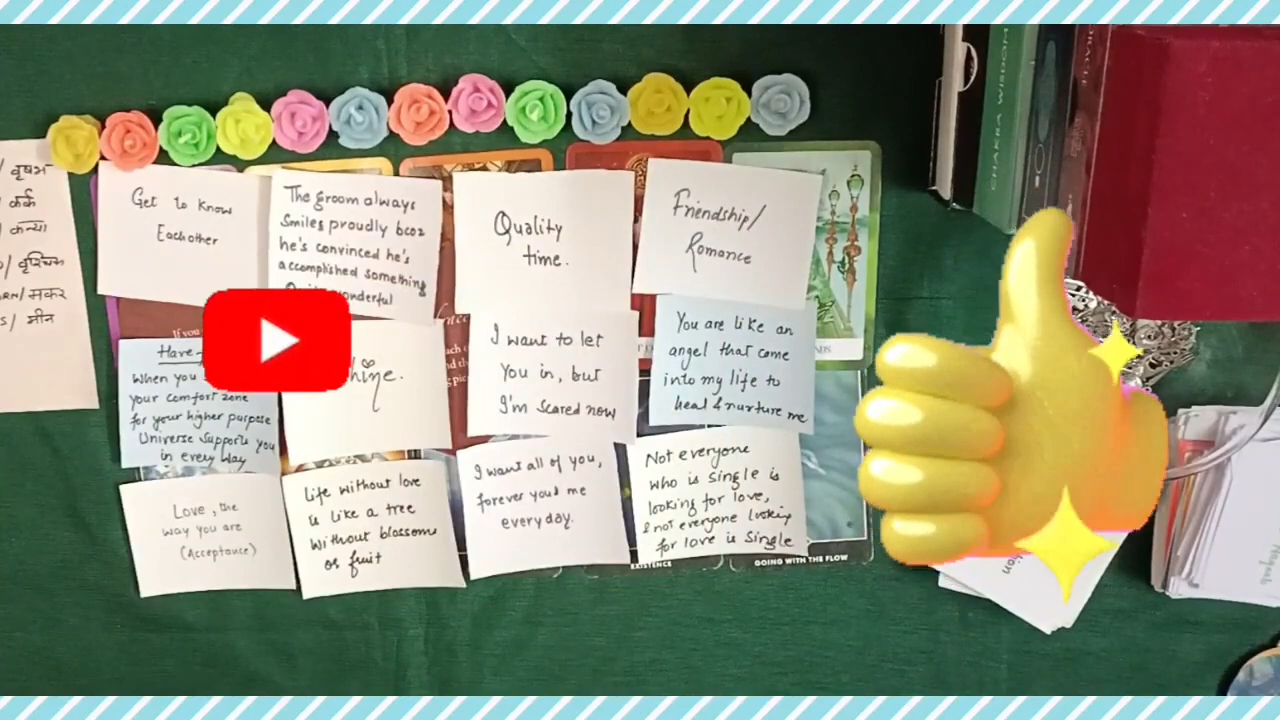 वृषभ
कर्क
कन्या
वृश्चिक
मकर
मीन
Get to know
Eachother
The groom always
Smiles proudly bcoz
he's convinced he's
accomplished something
wonderful
Quality
time.
Friendship/
Romance
Have
When you
your comfort zone
for your higher purpose
Universe supports you
in every way
I want to let
you in, but
I'm scared now
You are like an
angel that come
into my life to
heal & nurture me
Love, the
way you are
(Acceptance)
Life without love
is like a tree
without blossoms
or fruit
I want all of you,
forever you & me
everyday.
Not everyone
who is single is
looking for love,
& not everyone looking
for love is single
EXISTENCE
GOING WITH THE FLOW
CHAKRA WISDOM